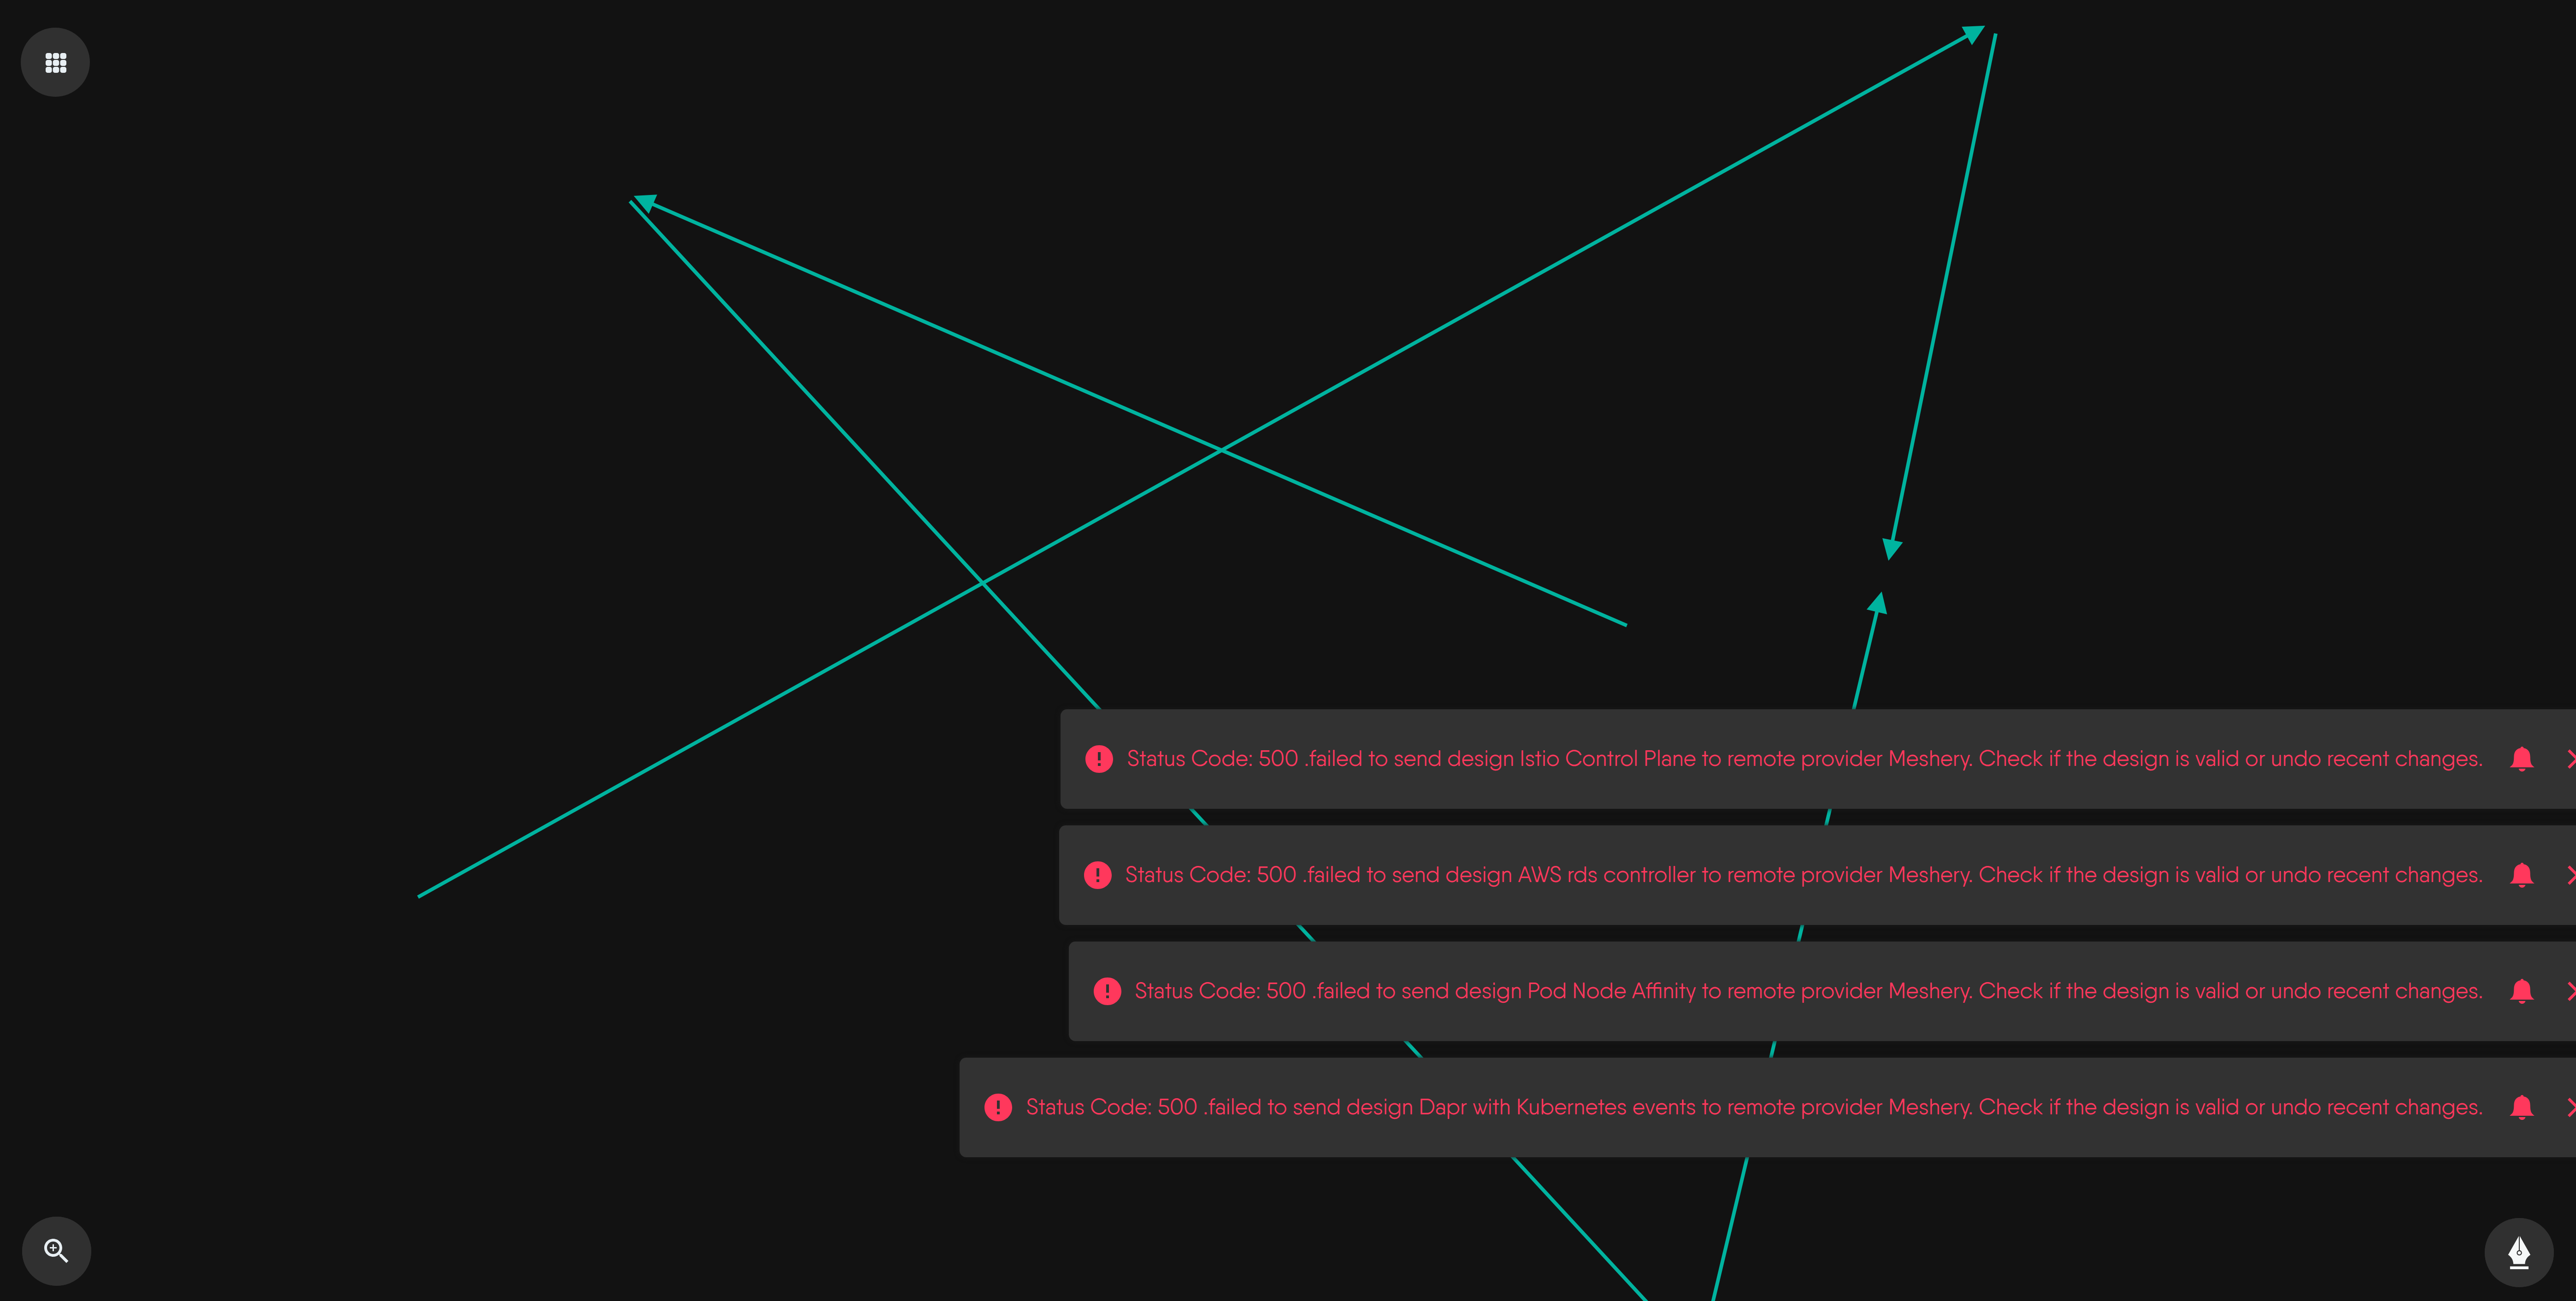 Status Code: 500 .failed to send design Istio Control Plane to remote provider Meshery. Check if the design is valid or undo recent changes.
Status Code: 500 .failed to send design AWS rds controller to remote provider Meshery. Check if the design is valid or undo recent changes.
Status Code: 500 .failed to send design Pod Node Affinity to remote provider Meshery. Check if the design is valid or undo recent changes.
Status Code: 500 .failed to send design Dapr with Kubernetes events to remote provider Meshery. Check if the design is valid or undo recent changes.